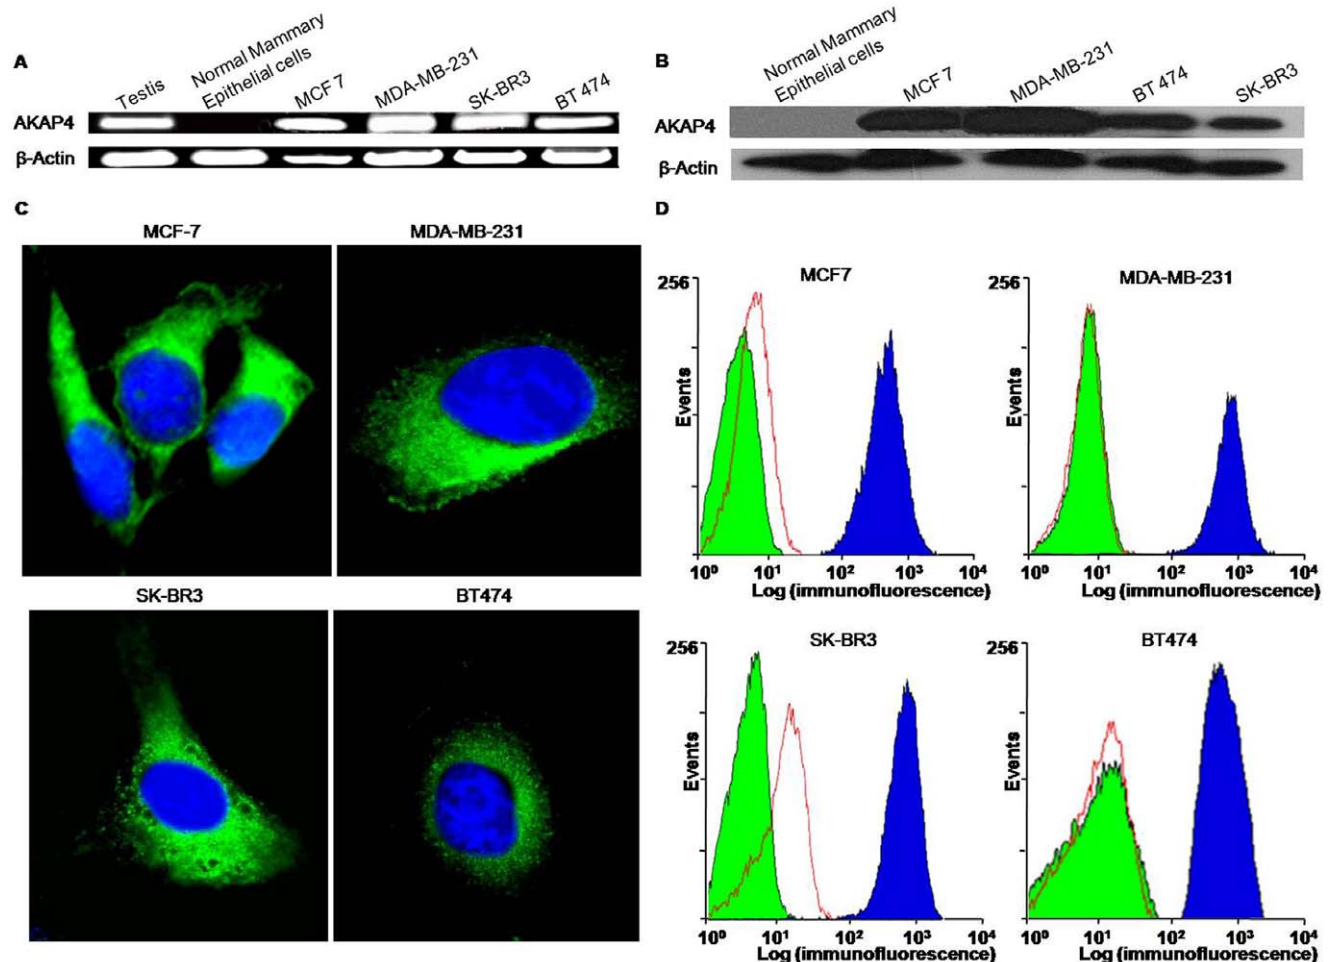 A
Testis
Normal Mammary
Epithelial cells
MCF 7
MDA-MB-231
SK-BR3
BT 474
AKAP4
β-Actin
B
Normal Mammary
Epithelial cells
MCF 7
MDA-MB-231
BT 474
SK-BR3
AKAP4
β-Actin
C
MCF-7
MDA-MB-231
SK-BR3
BT474
D
MCF7
256
Events
10⁰ 10¹ 10² 10³ 10⁴
Log (immunofluorescence)
MDA-MB-231
256
Events
10⁰ 10¹ 10² 10³ 10⁴
Log (immunofluorescence)
SK-BR3
256
Events
10⁰ 10¹ 10² 10³ 10⁴
Log (immunofluorescence)
BT474
256
Events
10⁰ 10¹ 10² 10³ 10⁴
Log (immunofluorescence)